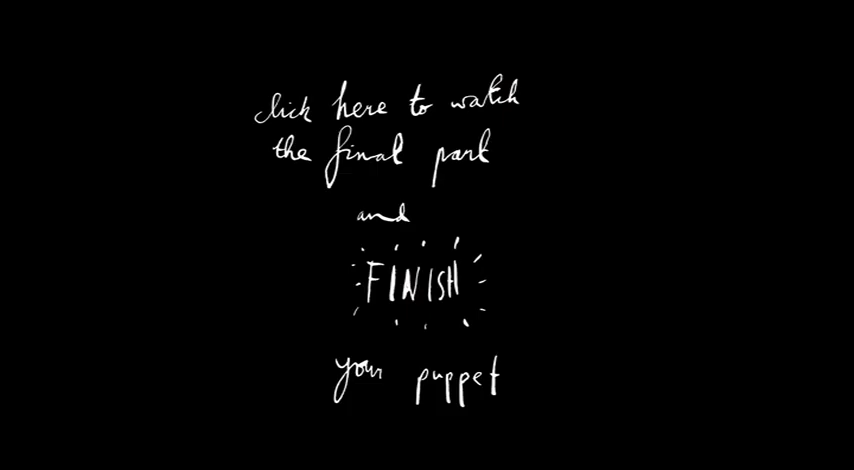 click here to watch
the final part
and
FINISH
your puppet